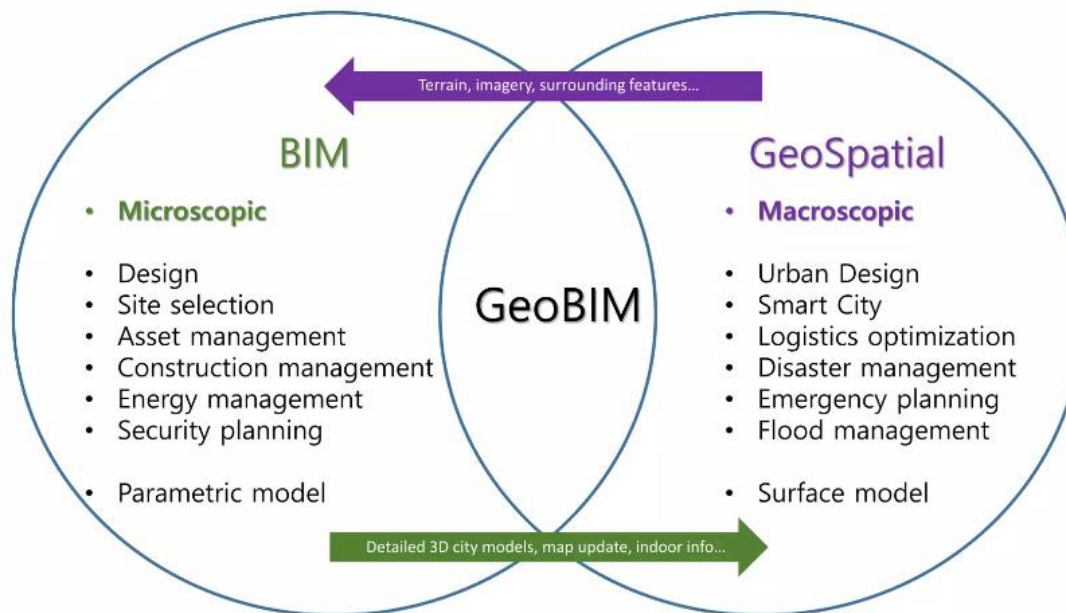 Terrain, imagery, surrounding features...
BIM
• Microscopic
• Design
• Site selection
• Asset management
• Construction management
• Energy management
• Security planning
• Parametric model
GeoBIM
GeoSpatial
• Macroscopic
• Urban Design
• Smart City
• Logistics optimization
• Disaster management
• Emergency planning
• Flood management
• Surface model
Detailed 3D city models, map update, indoor info...